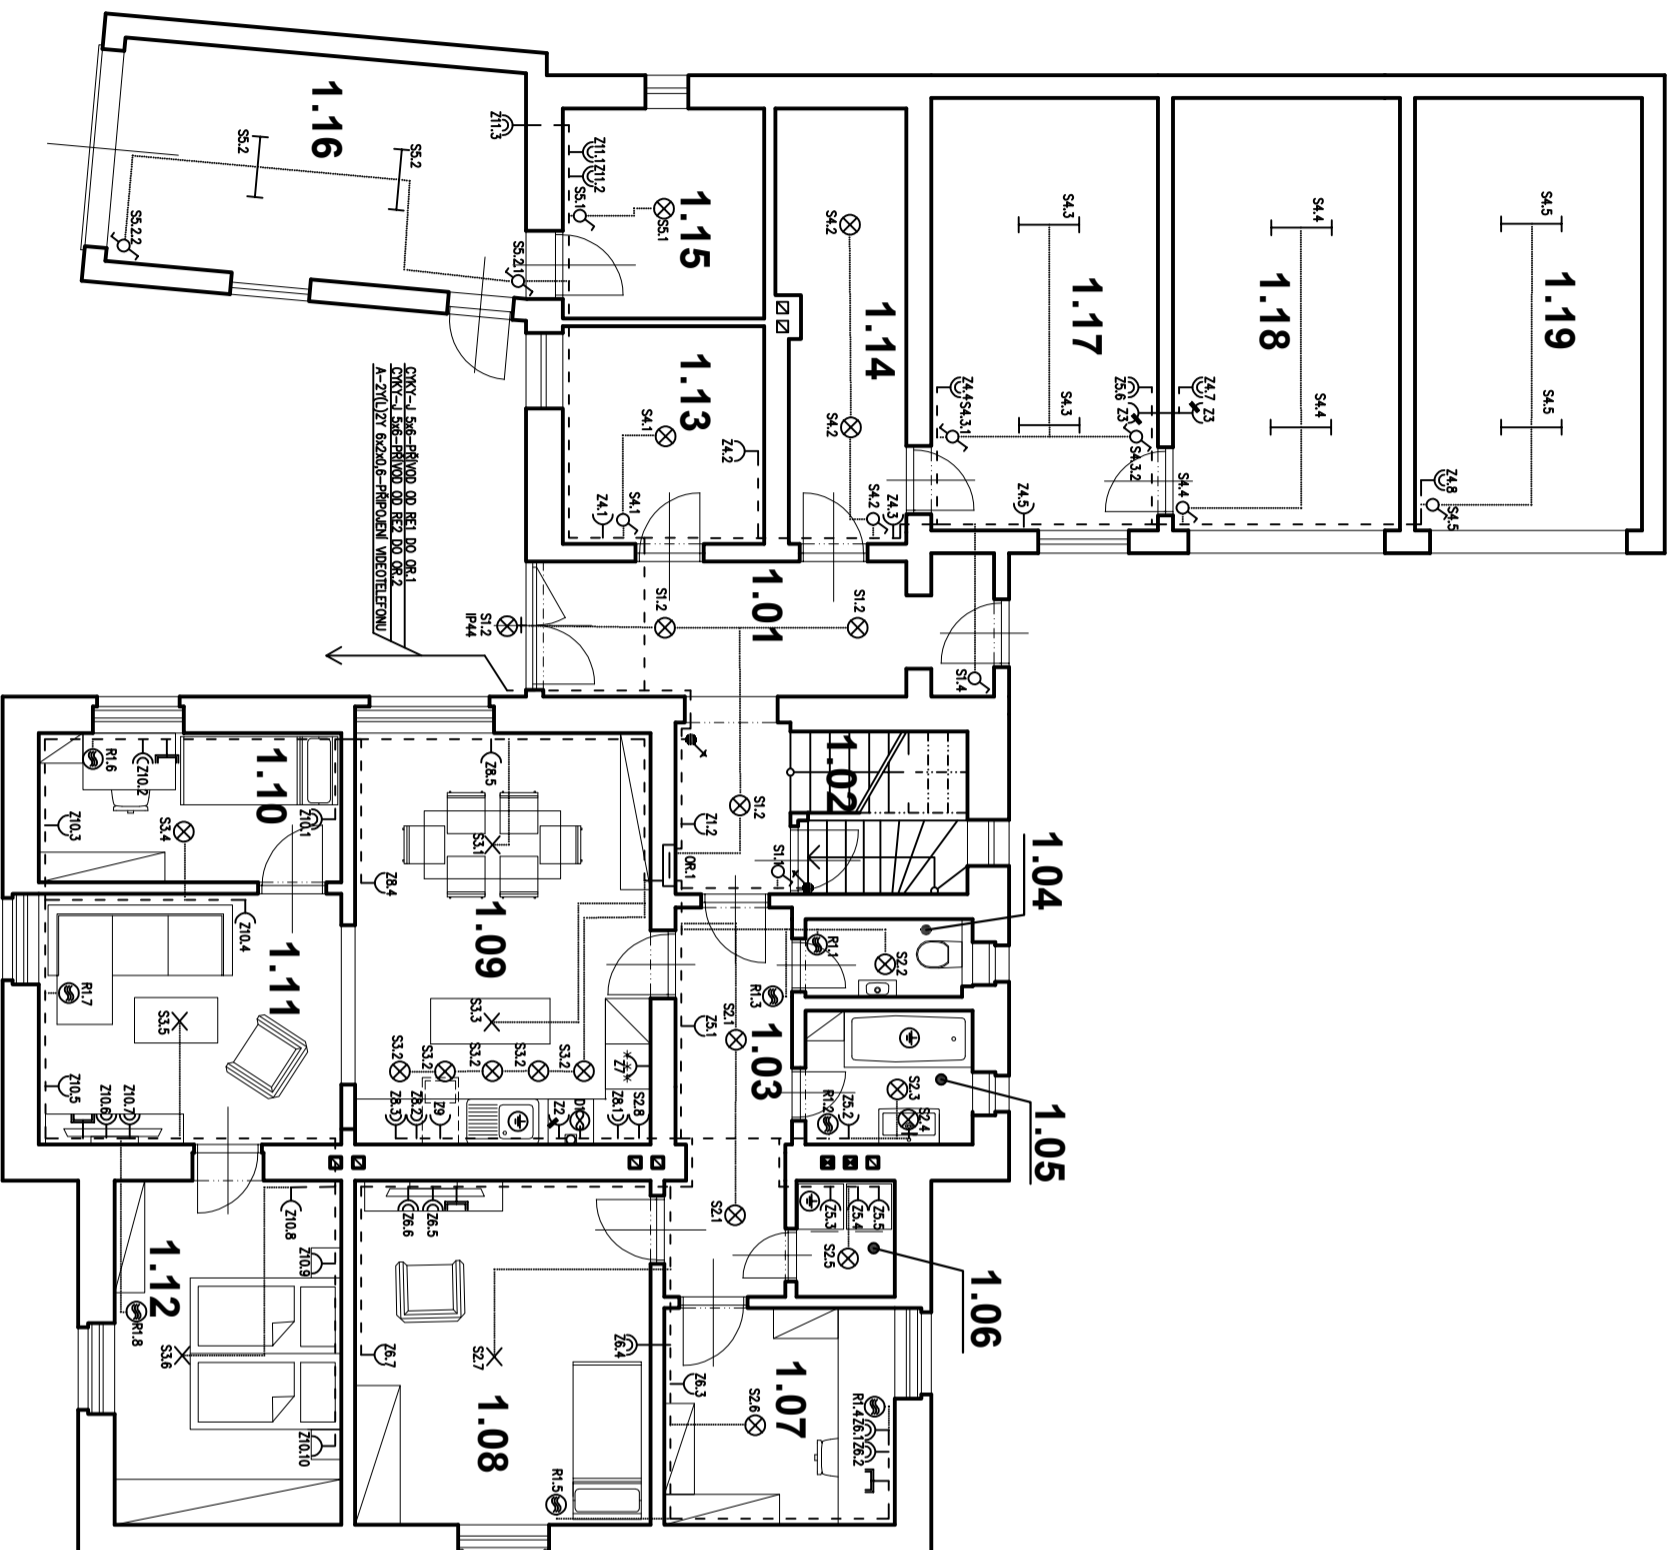 1.16
S5.2
S5.2
S5.2.2
S5.2.1
Z11.3
Z11.1
Z11.2
S5.1
S5.1
1.15
1.13
S4.1
Z4.2
Z4.1
S4.1
S4.2
S4.2
1.14
S4.2
Z4.3
S4.3
S4.3
1.17
Z4.4
S4.3.1
Z5.6
Z3
S4.3.2
Z4.5
S4.4
S4.4
1.18
Z4.7
Z3
S4.4
S4.5
S4.5
1.19
Z4.8
S4.5
CYKY-J 5x6-PŘÍVOD OD RE1 DO OR.1
CYKY-J 5x6-PŘÍVOD OD RE2 DO OR.2
A-2Y(L)2Y 6x2x0,6-PŘIPOJENÍ VIDEOTELEFONU
S1.2
IP44
S1.2
1.01
S1.2
S1.4
1.02
S1.2
Z1.2
S1.1
OR.1
1.04
R1.1
S2.2
R1.3
S2.1
1.03
Z5.1
1.05
S2.3
S2.4
R1.2
Z5.2
S2.1
Z5.3
Z5.4
Z5.5
S2.5
1.06
1.07
S2.6
Z6.3
Z6.4
R1.4
Z6.1
Z6.2
1.08
S2.7
Z6.5
Z6.6
Z6.7
R1.5
1.09
Z8.5
S3.1
Z8.4
S3.3
S3.2
S3.2
S3.2
S3.2
S3.2
Z7
Z8.3
Z8.2
Z9
Z2
Z8.1
S2.8
1.10
R1.6
Z10.2
Z10.1
Z10.3
S3.4
1.11
Z10.4
R1.7
S3.5
Z10.5
Z10.6
Z10.7
1.12
Z10.8
Z10.9
R1.8
S3.6
Z10.10